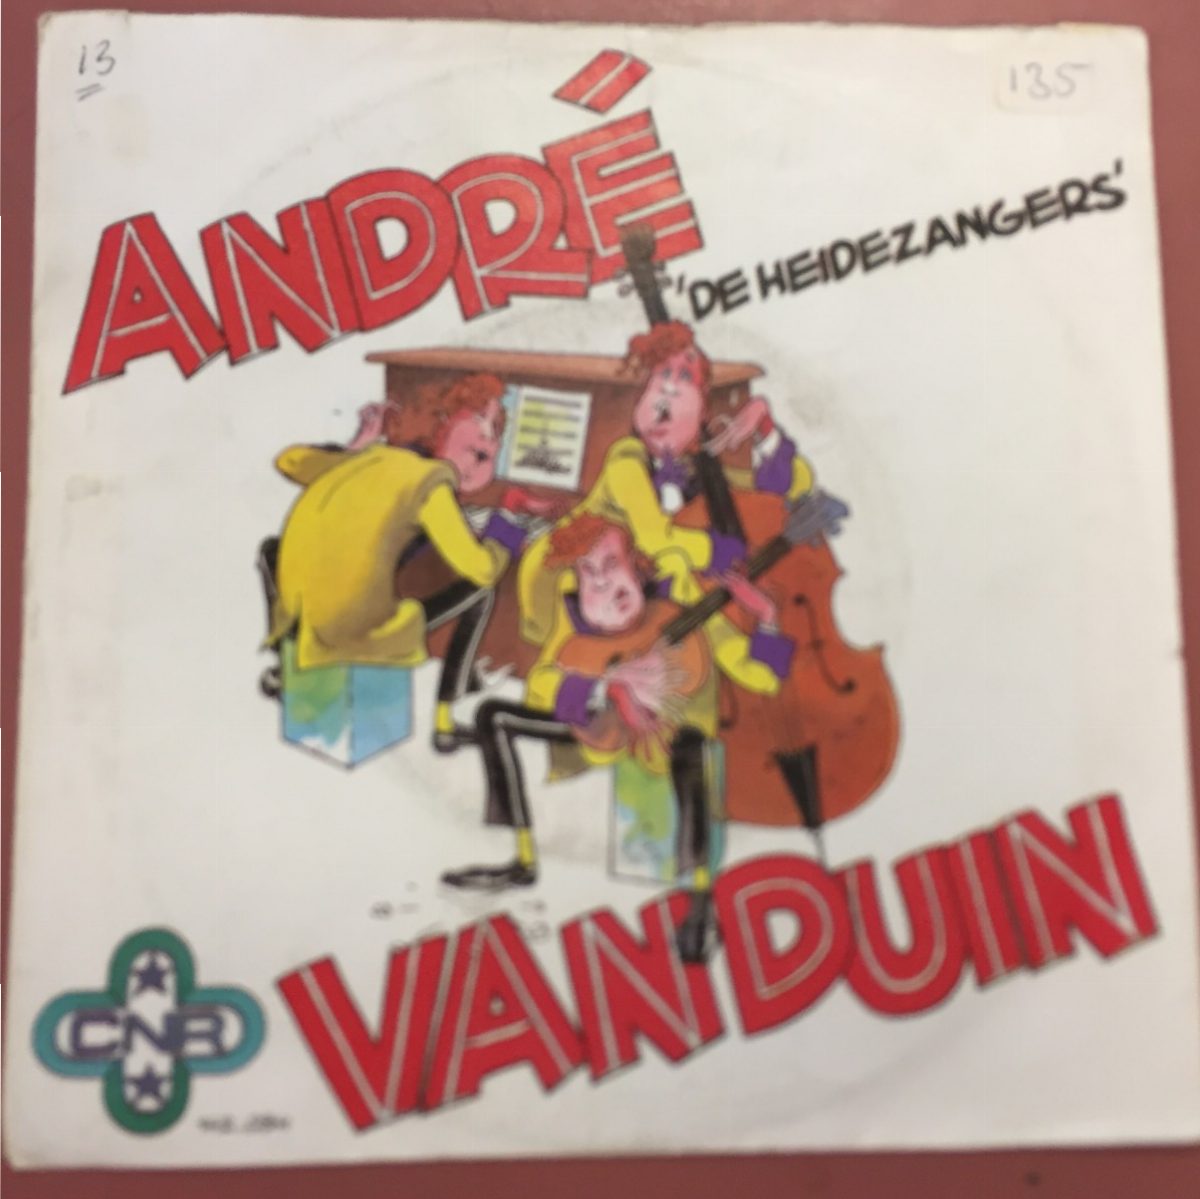 13
135
ANDRÉ
'DE HEIDEZANGERS'
VAN DUIN
CNR